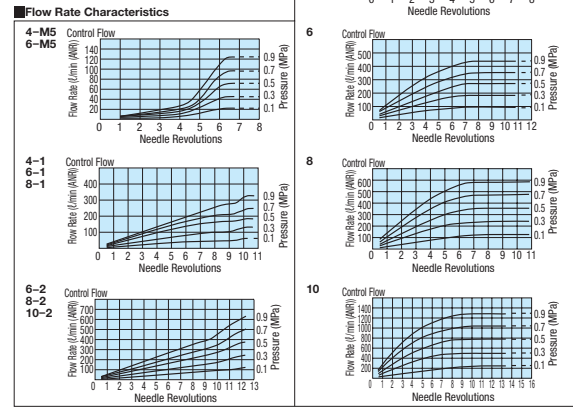 ■Flow Rate Characteristics
4-M5
6-M5
Control Flow
Flow Rate (ℓ/min (ANR))
140
120
100
80
60
40
20
0 1 2 3 4 5 6 7 8
Needle Revolutions
0.9
0.7
0.5
0.3
0.1
Pressure (MPa)
4-1
6-1
8-1
Control Flow
Flow Rate (ℓ/min (ANR))
400
300
200
100
0 1 2 3 4 5 6 7 8 9 10 11
Needle Revolutions
0.9
0.7
0.5
0.3
0.1
Pressure (MPa)
6-2
8-2
10-2
Control Flow
Flow Rate (ℓ/min (ANR))
700
600
500
400
300
200
100
0 1 2 3 4 5 6 7 8 9 10 11 12 13
Needle Revolutions
0.9
0.7
0.5
0.3
0.1
Pressure (MPa)
Needle Revolutions
6
Control Flow
Flow Rate (ℓ/min (ANR))
500
400
300
200
100
0 1 2 3 4 5 6 7 8 9 10 11 12
Needle Revolutions
0.9
0.7
0.5
0.3
0.1
Pressure (MPa)
8
Control Flow
Flow Rate (ℓ/min (ANR))
600
500
400
300
200
100
0 1 2 3 4 5 6 7 8 9 10 11 12
Needle Revolutions
0.9
0.7
0.5
0.3
0.1
Pressure (MPa)
10
Control Flow
Flow Rate (ℓ/min (ANR))
1400
1200
1000
800
600
400
200
0 1 2 3 4 5 6 7 8 9 10 11 12 13 14 15 16
Needle Revolutions
0.9
0.7
0.5
0.3
0.1
Pressure (MPa)